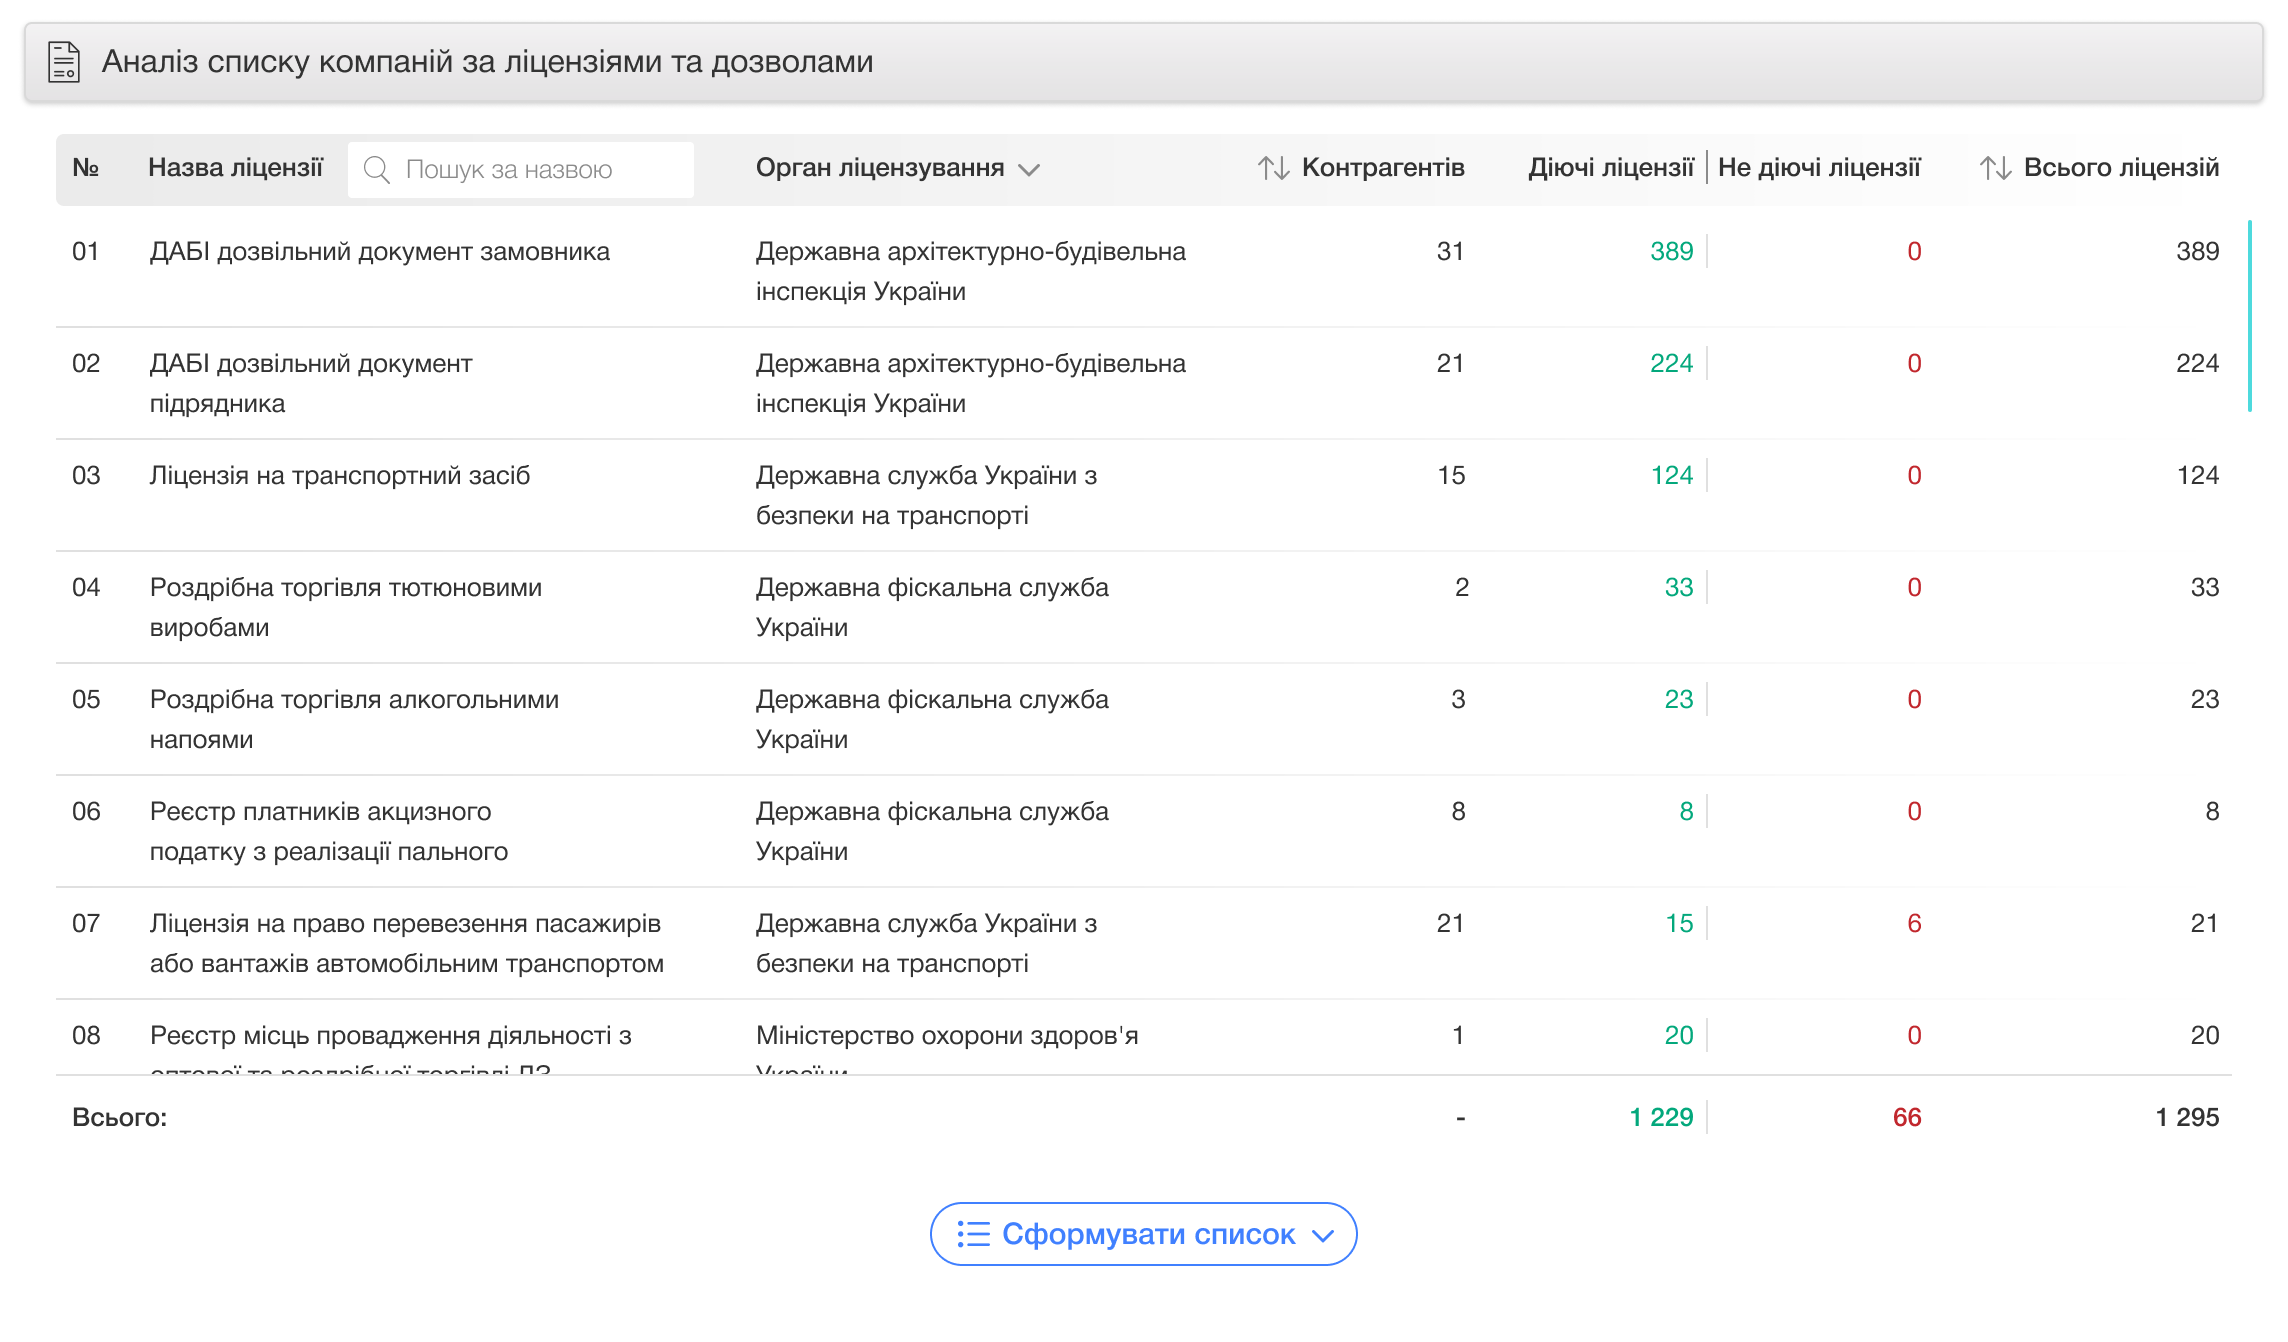 Аналіз списку компаній за ліцензіями та дозволами
№ Назва ліцензії Пошук за назвою Орган ліцензування Контрагентів Діючі ліцензії Не діючі ліцензії Всього ліцензій
01 ДАБІ дозвільний документ замовника Державна архітектурно-будівельна 31 389 0 389
інспекція України
02 ДАБІ дозвільний документ Державна архітектурно-будівельна 21 224 0 224
підрядника інспекція України
03 Ліцензія на транспортний засіб Державна служба України з 15 124 0 124
безпеки на транспорті
04 Роздрібна торгівля тютюновими Державна фіскальна служба 2 33 0 33
виробами України
05 Роздрібна торгівля алкогольними Державна фіскальна служба 3 23 0 23
напоями України
06 Реєстр платників акцизного Державна фіскальна служба 8 8 0 8
податку з реалізації пального України
07 Ліцензія на право перевезення пасажирів Державна служба України з 21 15 6 21
або вантажів автомобільним транспортом безпеки на транспорті
08 Реєстр місць провадження діяльності з Міністерство охорони здоров'я 1 20 0 20
оптової та роздрібної торгівлі ЛЗ України
Всього: - 1 229 66 1 295
Сформувати список